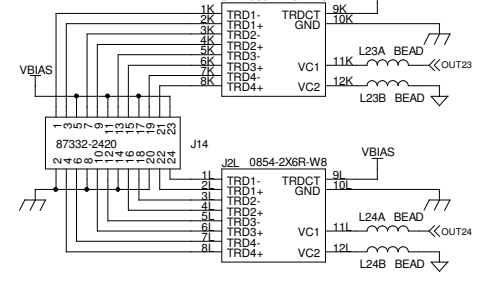 1K TRD1- TRDCT 9K
2K TRD1+ GND 10K
3K TRD2-
4K TRD2+
5K TRD3-
6K TRD3+ VC1 11K L23A BEAD OUT23
7K TRD4-
8K TRD4+ VC2 12K
L23B BEAD
VBIAS
1 3 5 7 9 11 13 15 17 19 21 23
87332-2420 J14
2 4 6 8 10 12 14 16 18 20 22 24
J2L 0854-2X6R-W8
VBIAS
1L TRD1- TRDCT 9L
2L TRD1+ GND 10L
3L TRD2-
4L TRD2+
5L TRD3-
6L TRD3+ VC1 11L L24A BEAD OUT24
7L TRD4-
8L TRD4+ VC2 12L
L24B BEAD